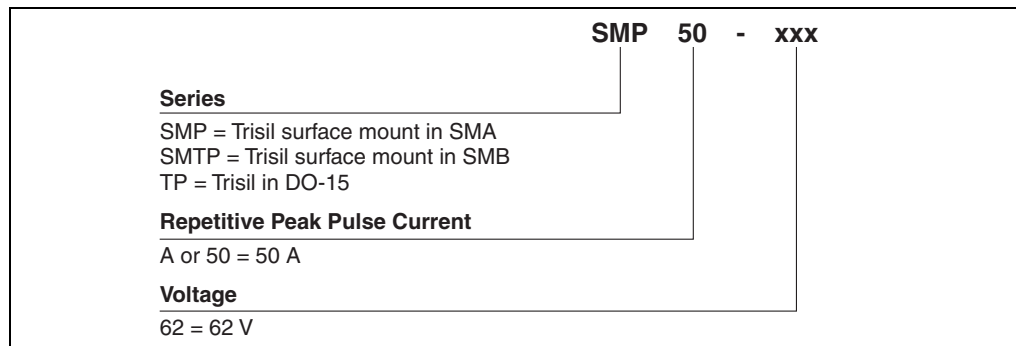 SMP 50 - xxx
Series
SMP = Trisil surface mount in SMA
SMTP = Trisil surface mount in SMB
TP = Trisil in DO-15
Repetitive Peak Pulse Current
A or 50 = 50 A
Voltage
62 = 62 V